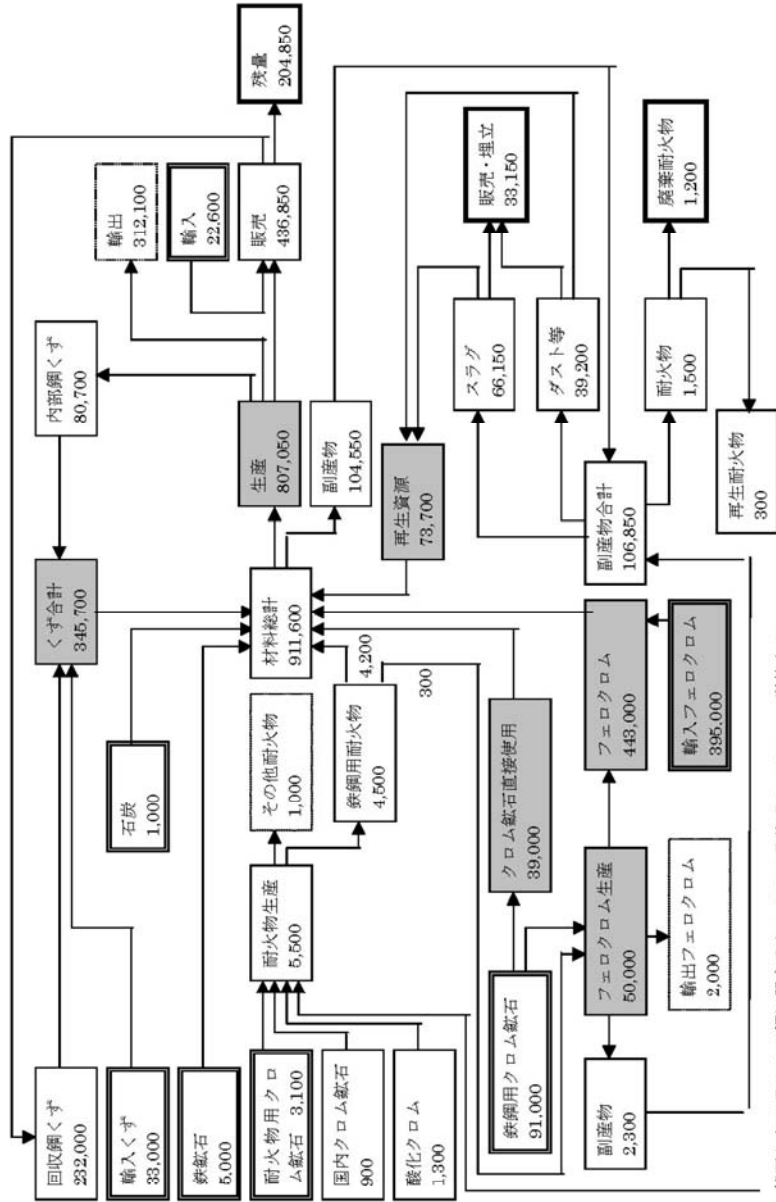 回収鋼くず
232,000
輸入くず
33,000
鉄鉱石
5,000
耐火物用クロ
ム鉱石 3,100
国内クロム鉱石
900
酸化クロム
1,300
鉄鋼用クロム鉱石
91,000
副産物
2,300
石炭
1,000
耐火物生産
5,500
その他耐火物
1,000
鉄鋼用耐火物
4,500
4,200
300
クロム鉱石直接使用
39,000
フェロクロム生産
50,000
輸出フェロクロム
2,000
くず合計
345,700
内部鋼くず
80,700
材料総計
911,600
生産
807,050
副産物
104,550
再生資源
73,700
フェロクロム
443,000
輸入フェロクロム
395,000
副産物合計
106,850
輸出
312,100
輸入
22,600
販売
436,850
残量
204,850
スラグ
66,150
ダスト等
39,200
販売・埋立
33,150
耐火物
1,500
廃棄耐火物
1,200
再生耐火物
300